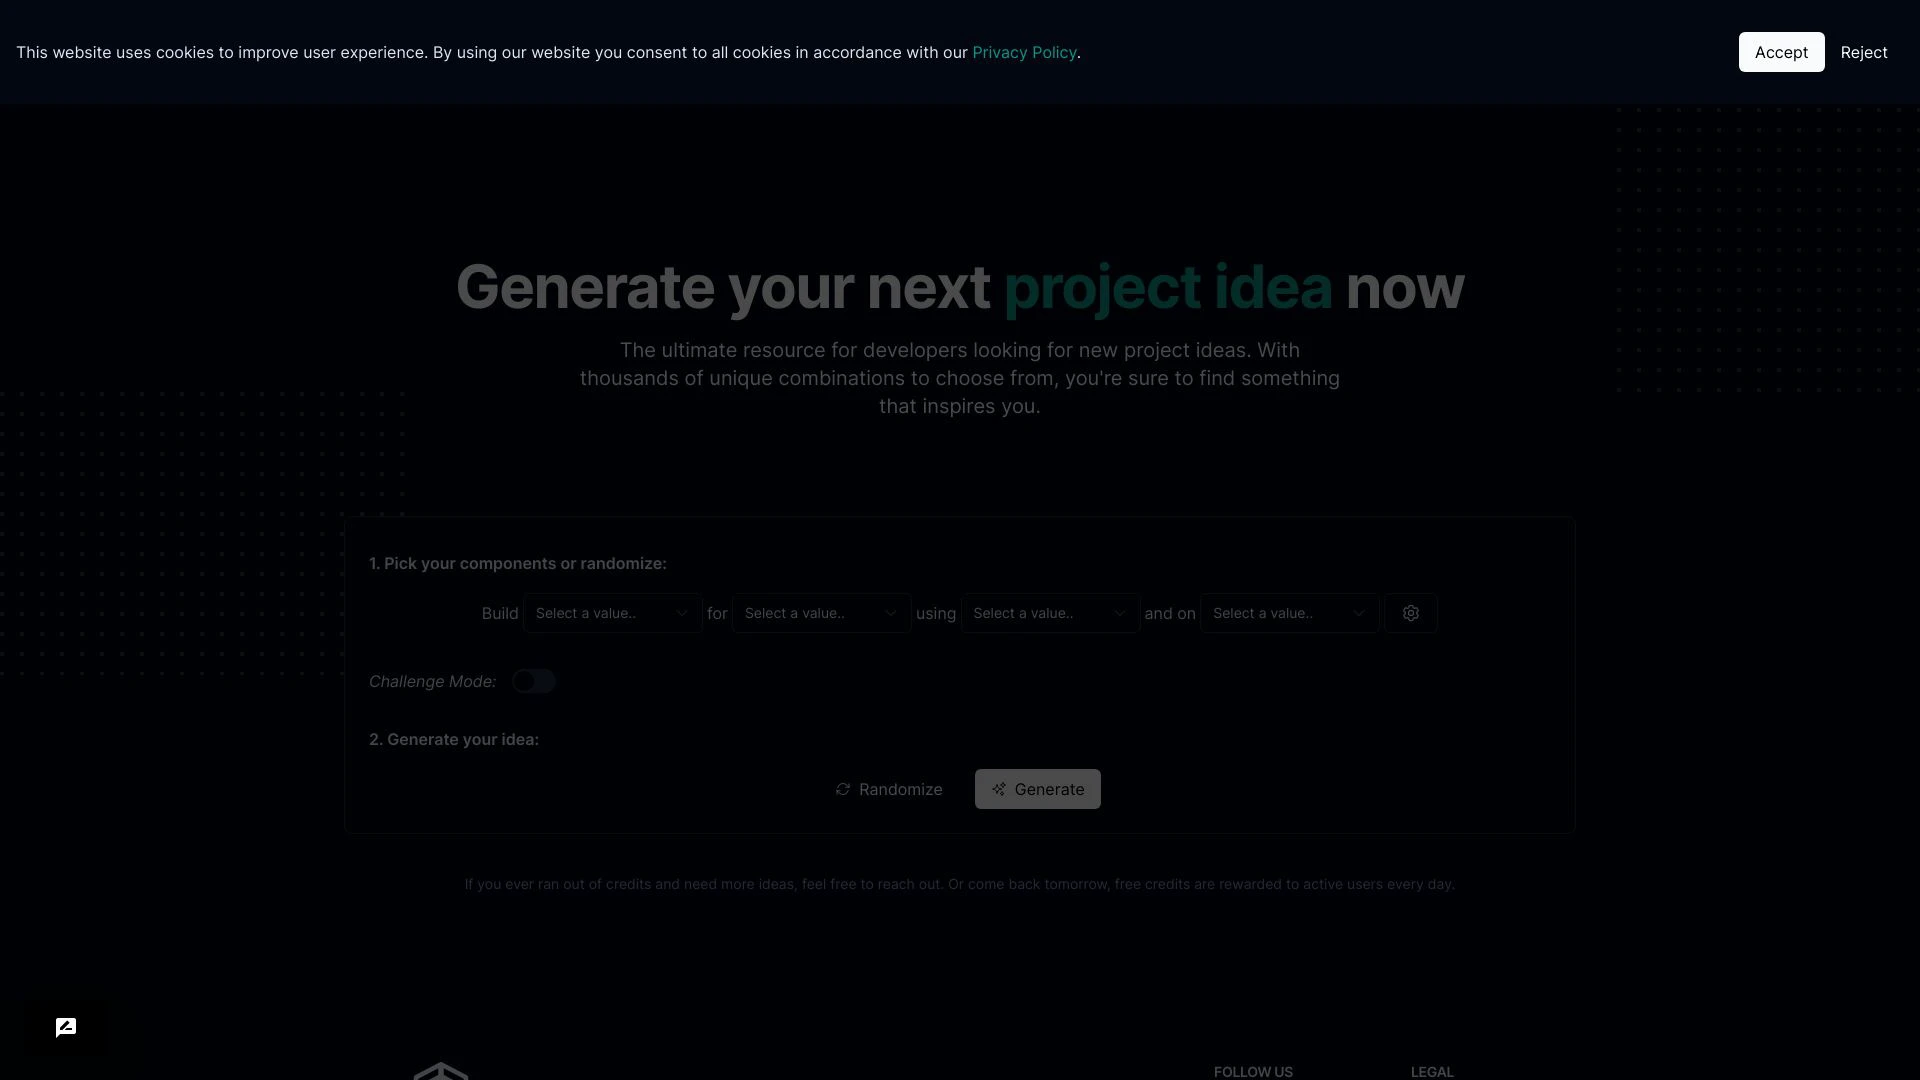 This website uses cookies to improve user experience. By using our website you consent to all cookies in accordance with our Privacy Policy.
Accept
Reject
Generate your next project idea now
The ultimate resource for developers looking for new project ideas. With
thousands of unique combinations to choose from, you're sure to find something
that inspires you.
1. Pick your components or randomize:
Build Select a value.. for Select a value.. using Select a value.. and on Select a value..
Challenge Mode:
2. Generate your idea:
Randomize
Generate
If you ever ran out of credits and need more ideas, feel free to reach out. Or come back tomorrow, free credits are rewarded to active users every day.
FOLLOW US
LEGAL